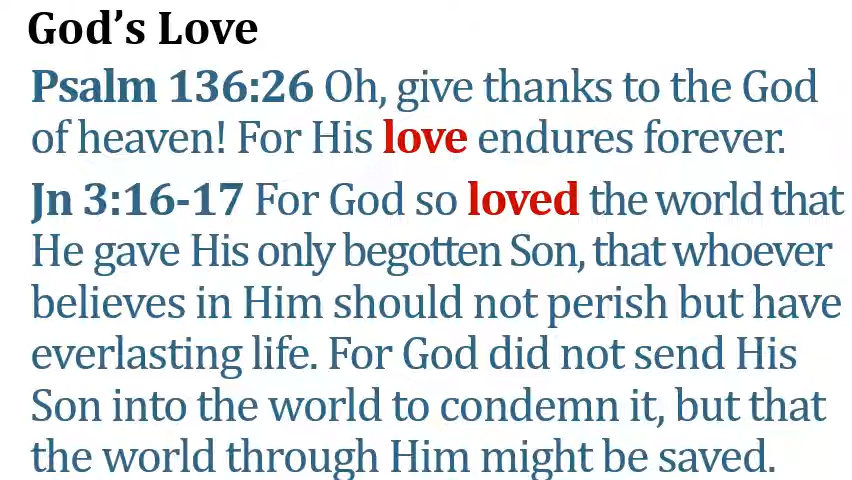 God’s Love
Psalm 136:26 Oh, give thanks to the God
of heaven! For His love endures forever.
Jn 3:16-17 For God so loved the world that
He gave His only begotten Son, that whoever
believes in Him should not perish but have
everlasting life. For God did not send His
Son into the world to condemn it, but that
the world through Him might be saved.